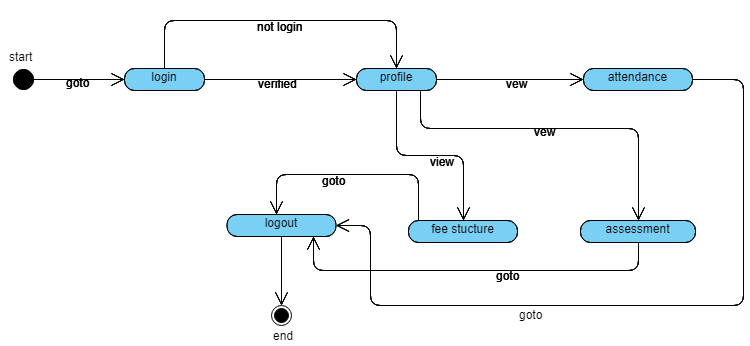 not login
start
login
profile
attendance
goto
verified
vew
vew
view
goto
logout
fee stucture
assessment
goto
goto
end